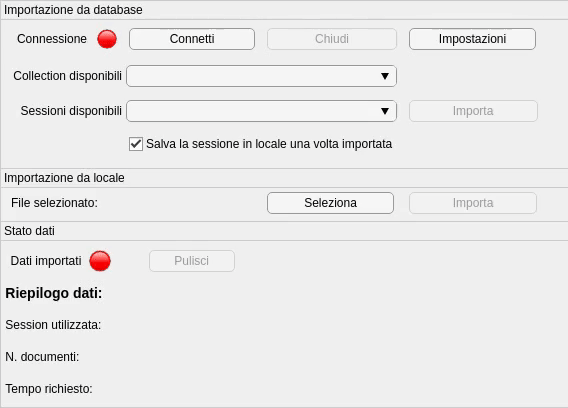 Importazione da database
Connessione Connetti Chiudi Impostazioni
Collection disponibili
Sessioni disponibili Importa
Salva la sessione in locale una volta importata
Importazione da locale
File selezionato: Seleziona Importa
Stato dati
Dati importati Pulisci
Riepilogo dati:
Session utilizzata:
N. documenti:
Tempo richiesto: